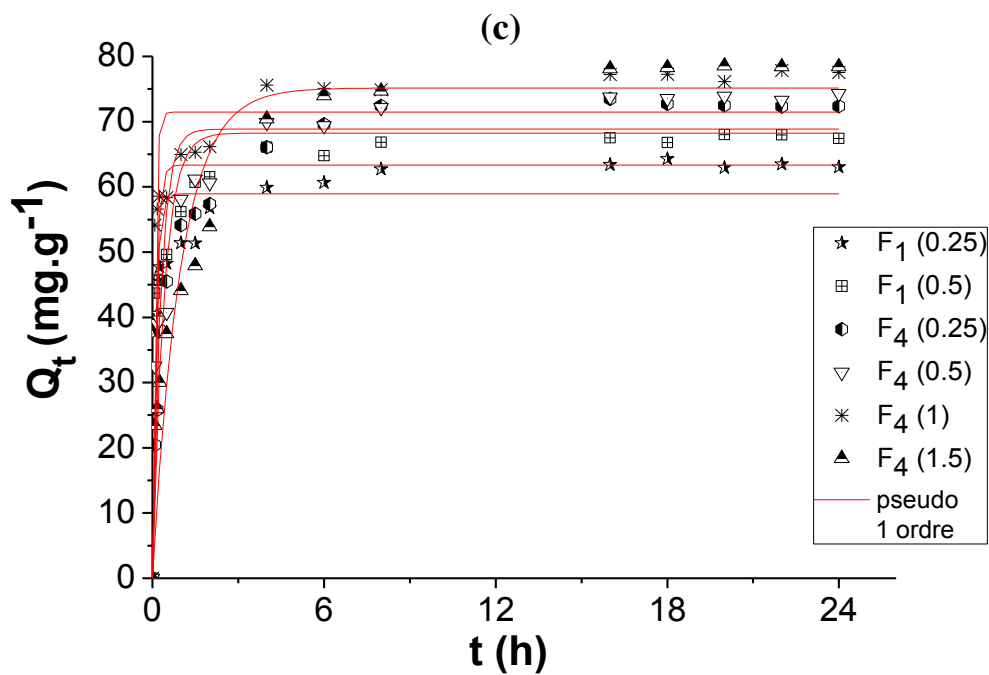 (c)
80
70
60
50
40
30
20
10
0
Qt (mg.g-1)
0 6 12 18 24
t (h)
F1 (0.25)
F1 (0.5)
F4 (0.25)
F4 (0.5)
F4 (1)
F4 (1.5)
pseudo
1 ordre